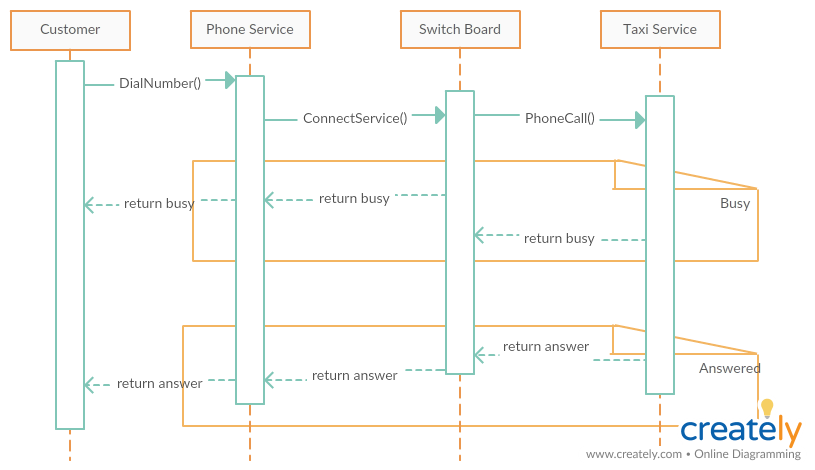 Customer
Phone Service
Switch Board
Taxi Service
DialNumber()
ConnectService()
PhoneCall()
return busy
return busy
Busy
return busy
return answer
Answered
return answer
return answer
creately
www.creately.com • Online Diagramming